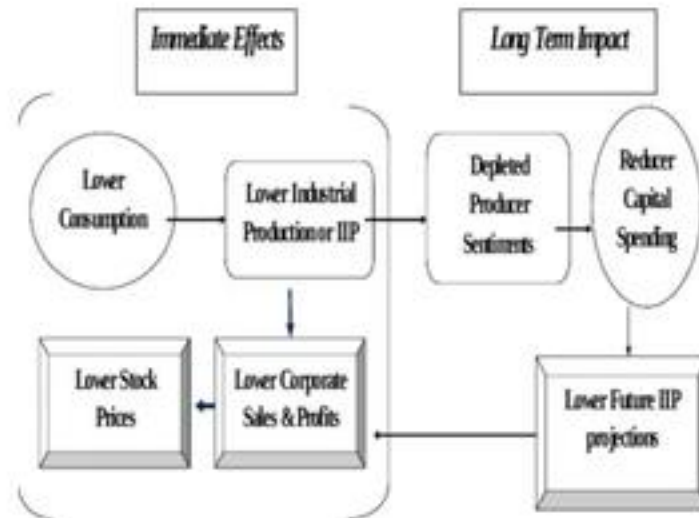 Immediate Effects
Long Term Impact
Lower
Consumption
Lower Industrial
Production or IIP
Depleted
Producer
Sentiments
Reducer
Capital
Spending
Lower Stock
Prices
Lower Corporate
Sales & Profits
Lower Future IIP
projections